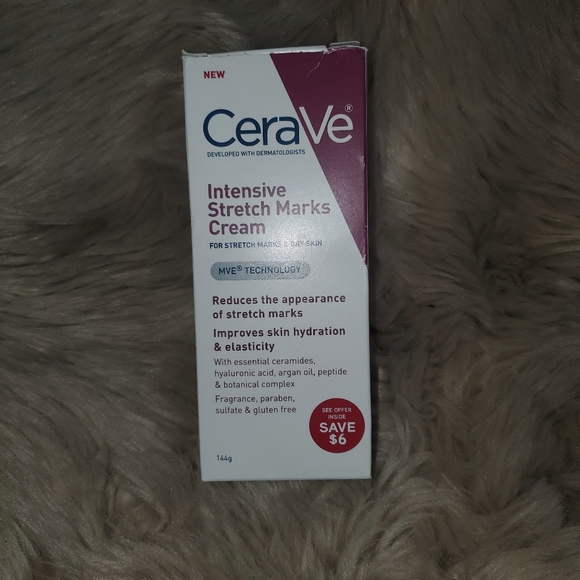 NEW
CeraVe®
DEVELOPED WITH DERMATOLOGISTS
Intensive
Stretch Marks
Cream
FOR STRETCH MARKS & DRY SKIN
MVE® TECHNOLOGY
Reduces the appearance
of stretch marks
Improves skin hydration
& elasticity
With essential ceramides,
hyaluronic acid, argan oil, peptide
& botanical complex
Fragrance, paraben,
sulfate & gluten free
SEE OFFER
INSIDE
SAVE
$6
144g